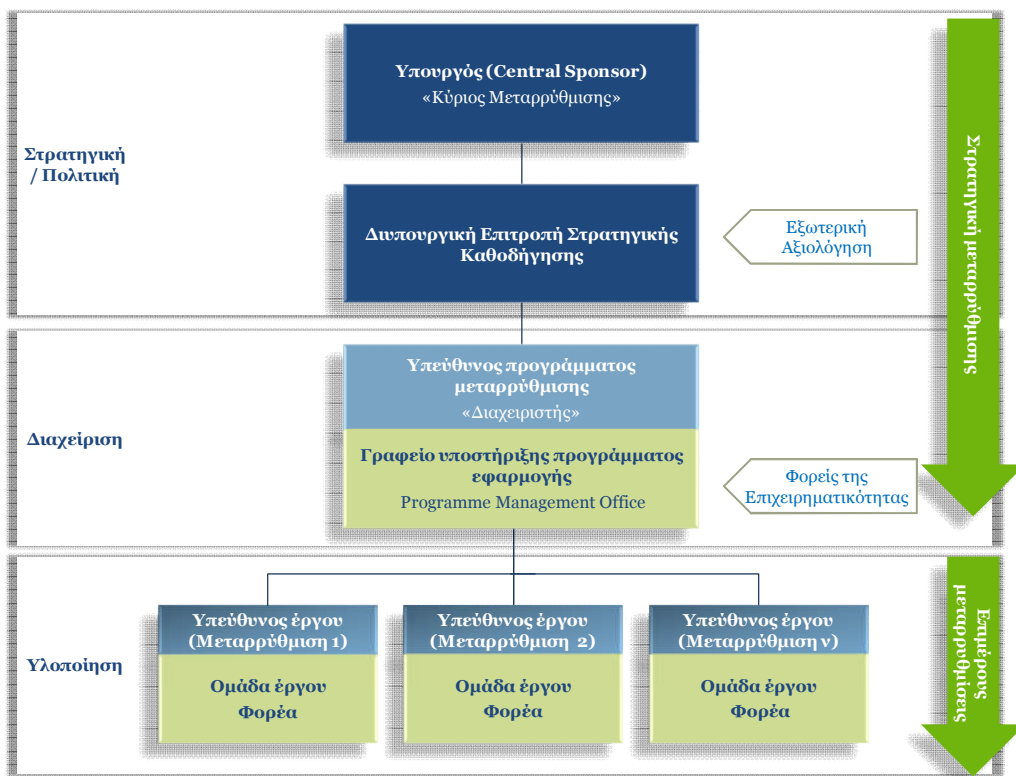 Υπουργός (Central Sponsor)
«Κύριος Μεταρρύθμισης»
Στρατηγική
/ Πολιτική
Διυπουργική Επιτροπή Στρατηγικής
Καθοδήγησης
Εξωτερική
Αξιολόγηση
Στρατηγική μεταρρύθμισης
Υπεύθυνος προγράμματος
μεταρρύθμισης
«Διαχειριστής»
Διαχείριση
Γραφείο υποστήριξης προγράμματος
εφαρμογής
Programme Management Office
Φορείς της
Επιχειρηματικότητας
Υλοποίηση
Υπεύθυνος έργου
(Μεταρρύθμιση 1)
Ομάδα έργου
Φορέα
Υπεύθυνος έργου
(Μεταρρύθμιση 2)
Ομάδα έργου
Φορέα
Υπεύθυνος έργου
(Μεταρρύθμιση ν)
Ομάδα έργου
Φορέα
Επιμέρους
μεταρρυθμίσεις